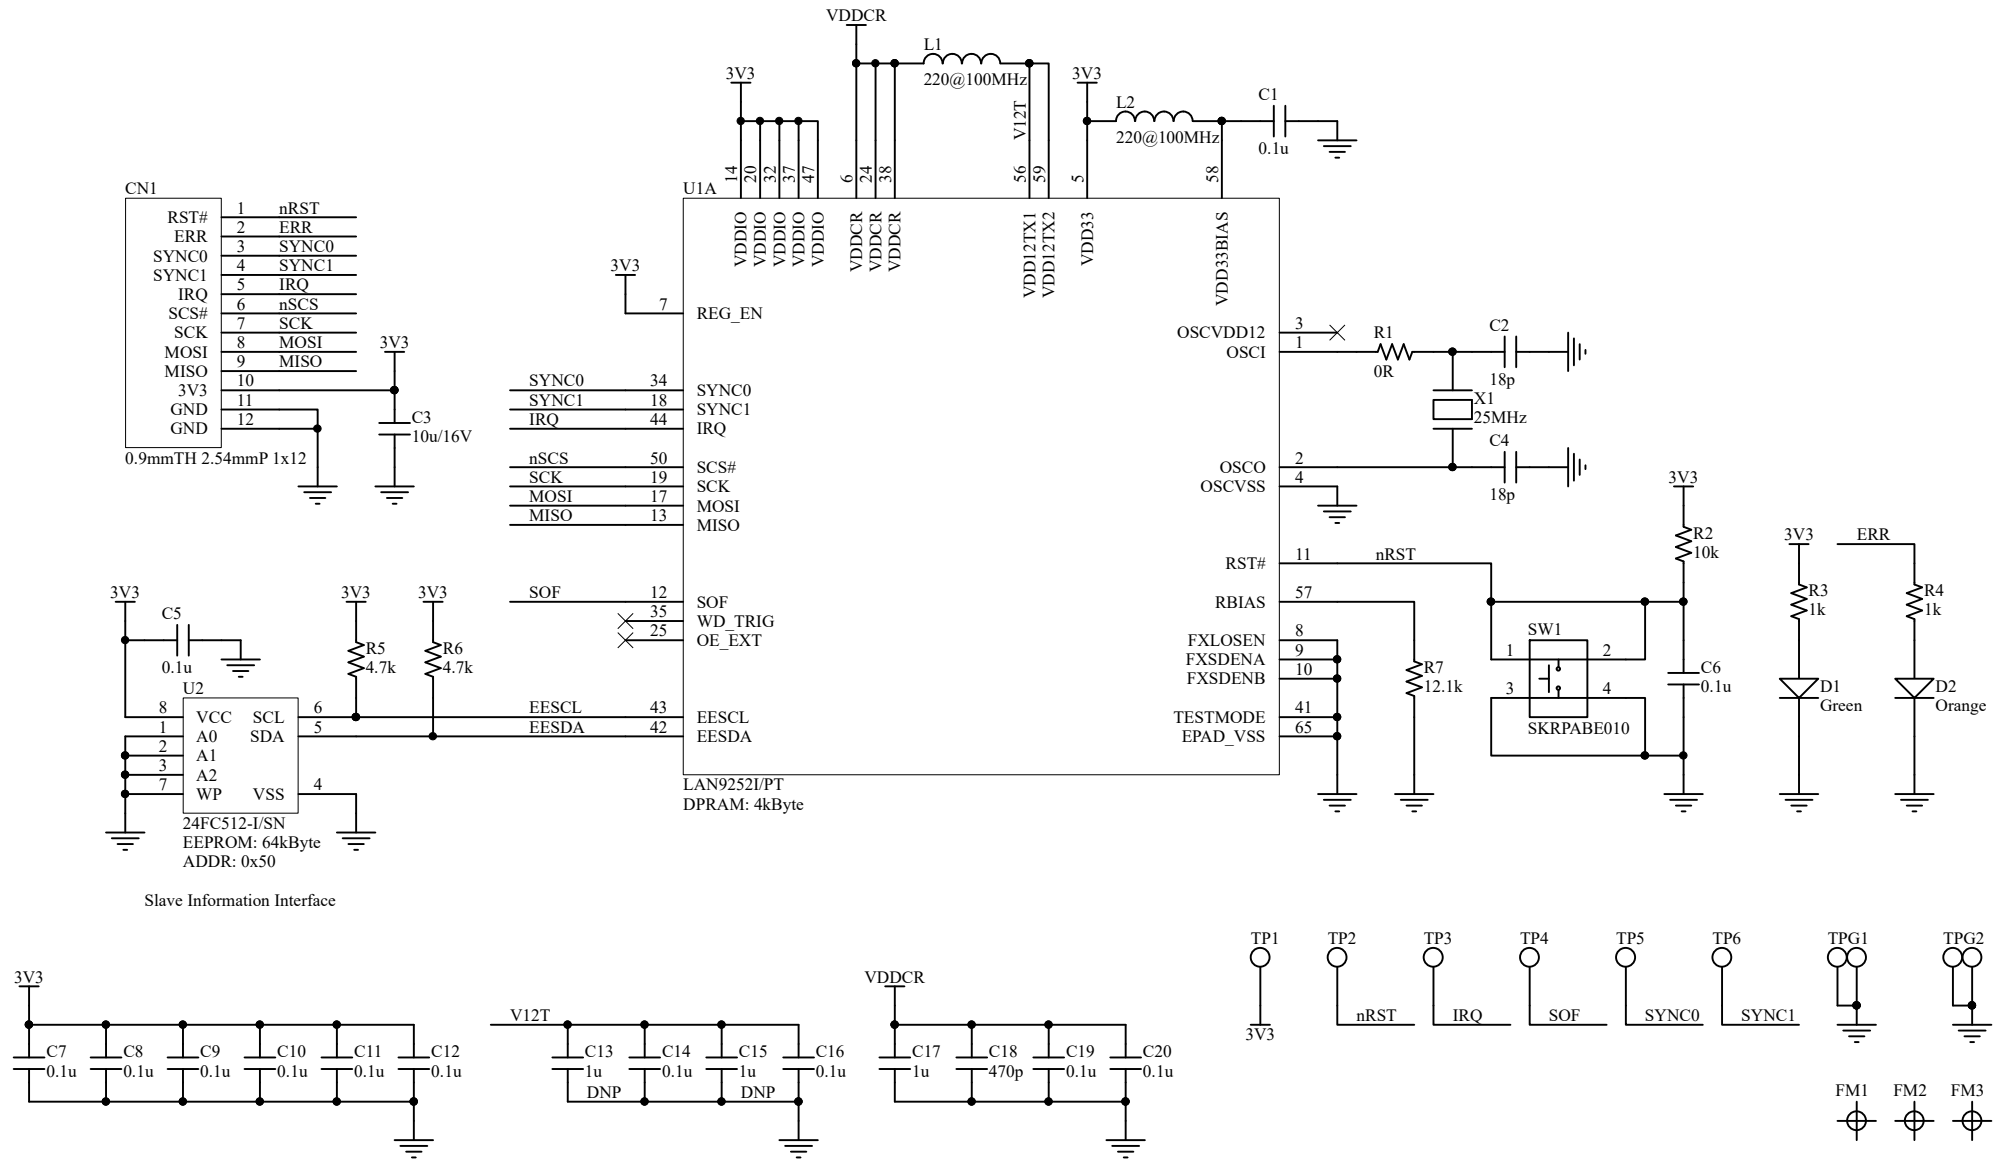 VDDCR
L1
220@100MHz
3V3
V12T
3V3
L2
220@100MHz
C1
0.1u
14
20
32
37
47
6
24
38
56
59
5
58
CN1
RST# 1 nRST
ERR 2 ERR
SYNC0 3 SYNC0
SYNC1 4 SYNC1
IRQ 5 IRQ
SCS# 6 nSCS
SCK 7 SCK
MOSI 8 MOSI
MISO 9 MISO
3V3 10
GND 11
GND 12
0.9mmTH 2.54mmP 1x12
3V3
C3
10u/16V
U1A
VDDIO
VDDIO
VDDIO
VDDIO
VDDIO
VDDCR
VDDCR
VDDCR
VDD12TX1
VDD12TX2
VDD33
VDD33BIAS
3V3
7 REG_EN
SYNC0 34 SYNC0
SYNC1 18 SYNC1
IRQ 44 IRQ
nSCS 50 SCS#
SCK 19 SCK
MOSI 17 MOSI
MISO 13 MISO
SOF 12 SOF
35 WD_TRIG
25 OE_EXT
EESCL 43 EESCL
EESDA 42 EESDA
LAN9252I/PT
DPRAM: 4kByte
OSCVDD12 3
OSCI 1
OSCO 2
OSCVSS 4
RST# 11 nRST
RBIAS 57
FXLOSEN 8
FXSDENA 9
FXSDENB 10
TESTMODE 41
EPAD_VSS 65
R1
0R
C2
18p
X1
25MHz
C4
18p
3V3
R2
10k
SW1
1 2
3 4
SKRPABE010
C6
0.1u
R7
12.1k
3V3
R3
1k
D1
Green
ERR
R4
1k
D2
Orange
3V3
C5
0.1u
3V3
R5
4.7k
3V3
R6
4.7k
U2
8 VCC SCL 6
1 A0 SDA 5
2 A1
3 A2
7 WP VSS 4
24FC512-I/SN
EEPROM: 64kByte
ADDR: 0x50
Slave Information Interface
3V3
C7
0.1u
C8
0.1u
C9
0.1u
C10
0.1u
C11
0.1u
C12
0.1u
V12T
C13
1u
DNP
C14
0.1u
C15
1u
DNP
C16
0.1u
VDDCR
C17
1u
C18
470p
C19
0.1u
C20
0.1u
TP1
3V3
TP2
nRST
TP3
IRQ
TP4
SOF
TP5
SYNC0
TP6
SYNC1
TPG1
TPG2
FM1
FM2
FM3